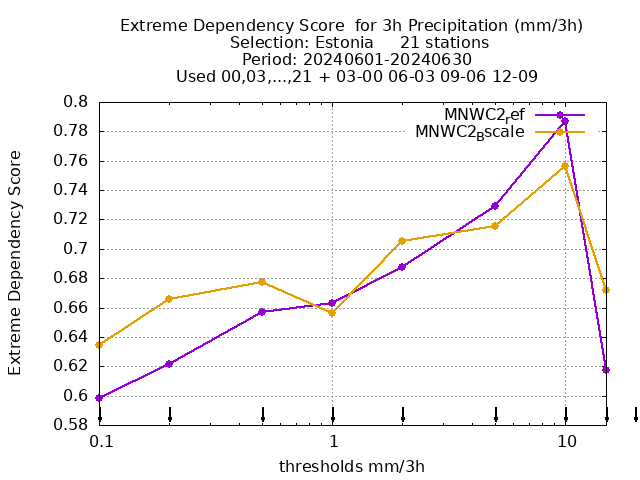 Extreme Dependency Score  for 3h Precipitation (mm/3h)
Selection: Estonia     21 stations
Period: 20240601-20240630
Used 00,03,...,21 + 03-00 06-03 09-06 12-09
MNWC2ref
MNWC2Bscale
Extreme Dependency Score
0.8
0.78
0.76
0.74
0.72
0.7
0.68
0.66
0.64
0.62
0.6
0.58
0.1 1 10
thresholds mm/3h